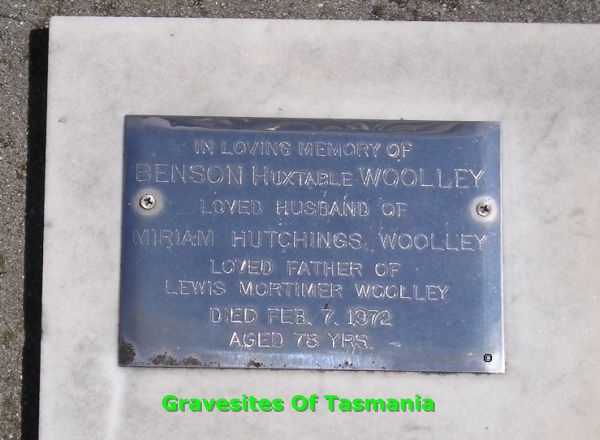 IN LOVING MEMORY OF
BENSON HUXTABLE WOOLLEY
LOVED HUSBAND OF
MIRIAM HUTCHINGS WOOLLEY
LOVED FATHER OF
LEWIS MORTIMER WOOLLEY
DIED FEB. 7. 1972
AGED 78 YRS.
Gravesites Of Tasmania